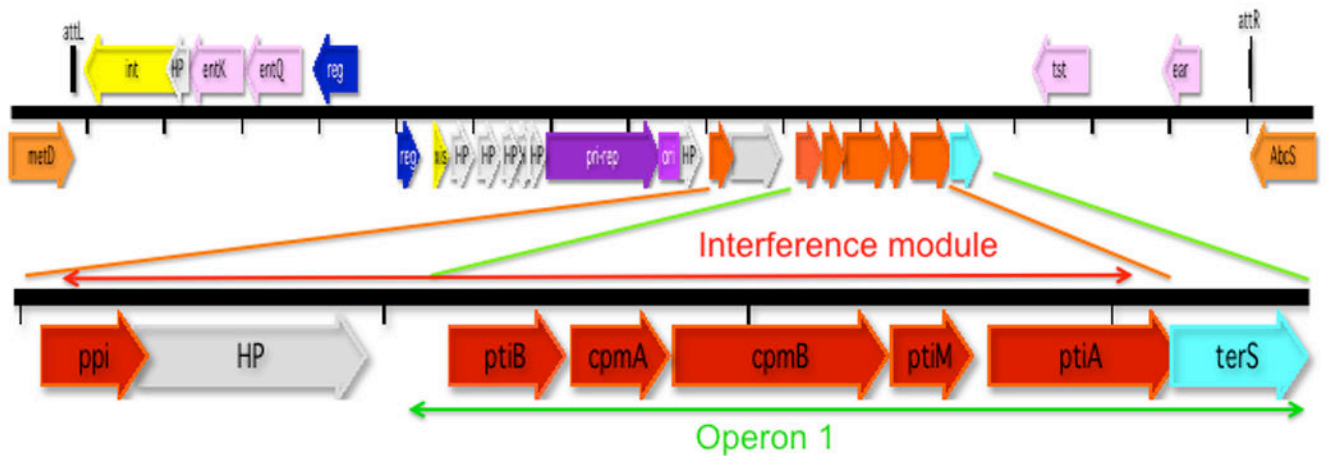 attL attR
int HP entK entQ reg tst ear
metD reg xis HP HP HP HP pri-rep ori HP AbcS
Interference module
ppi HP ptiB cpmA cpmB ptiM ptiA terS
Operon 1